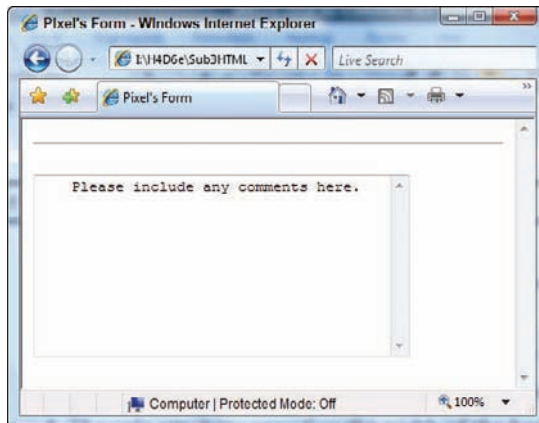 Pixel's Form - Windows Internet Explorer
I:\H4DGe\Sub3HTML
Live Search
Pixel's Form
»
Please include any comments here.
Computer | Protected Mode: Off
100%